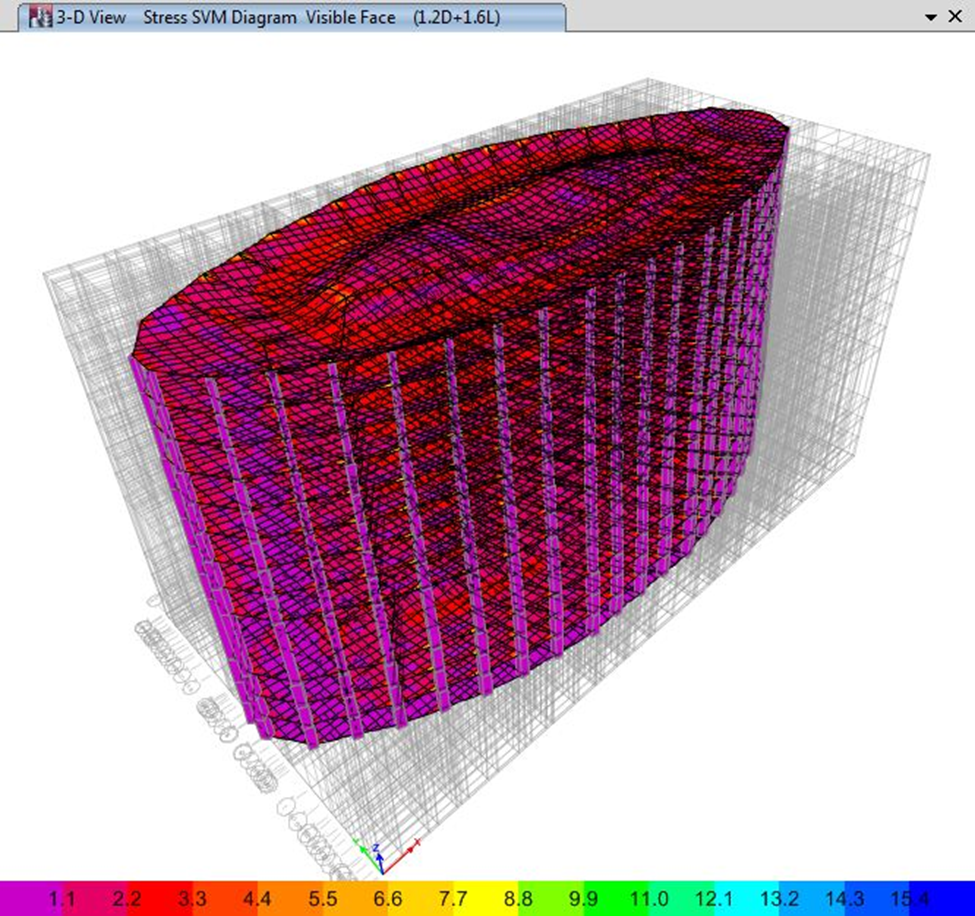 3-D View Stress SVM Diagram Visible Face (1.2D+1.6L)
Z
X
1.1 2.2 3.3 4.4 5.5 6.6 7.7 8.8 9.9 11.0 12.1 13.2 14.3 15.4